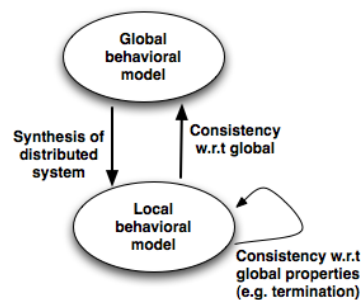 Global
behavioral
model
Synthesis of
distributed
system
Consistency
w.r.t global
Local
behavioral
model
Consistency w.r.t
global properties
(e.g. termination)